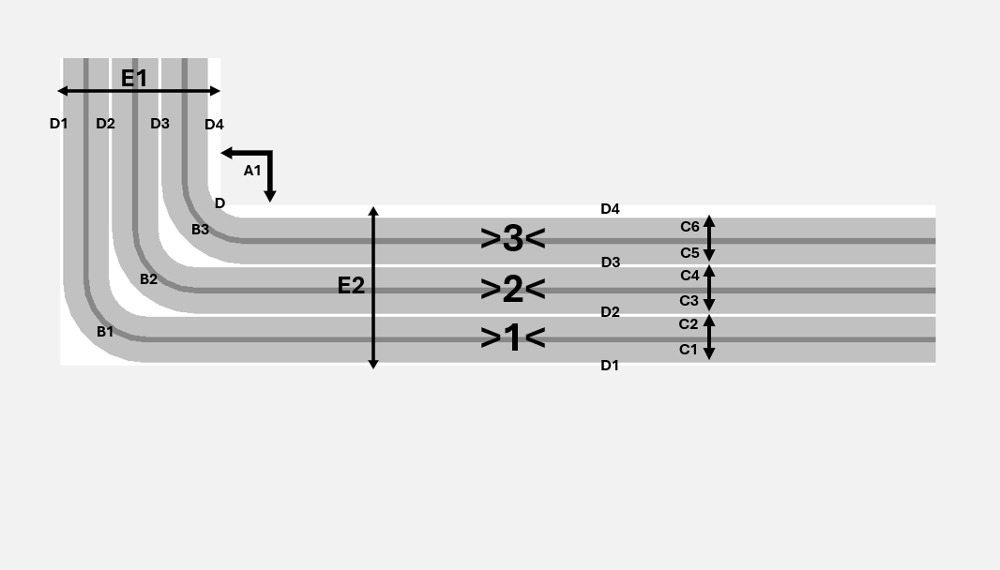 E1
D1 D2 D3 D4
A1
D
D4
B3
>3<
C6
C5
D3
B2
E2
>2<
C4
C3
D2
B1
>1<
C2
C1
D1